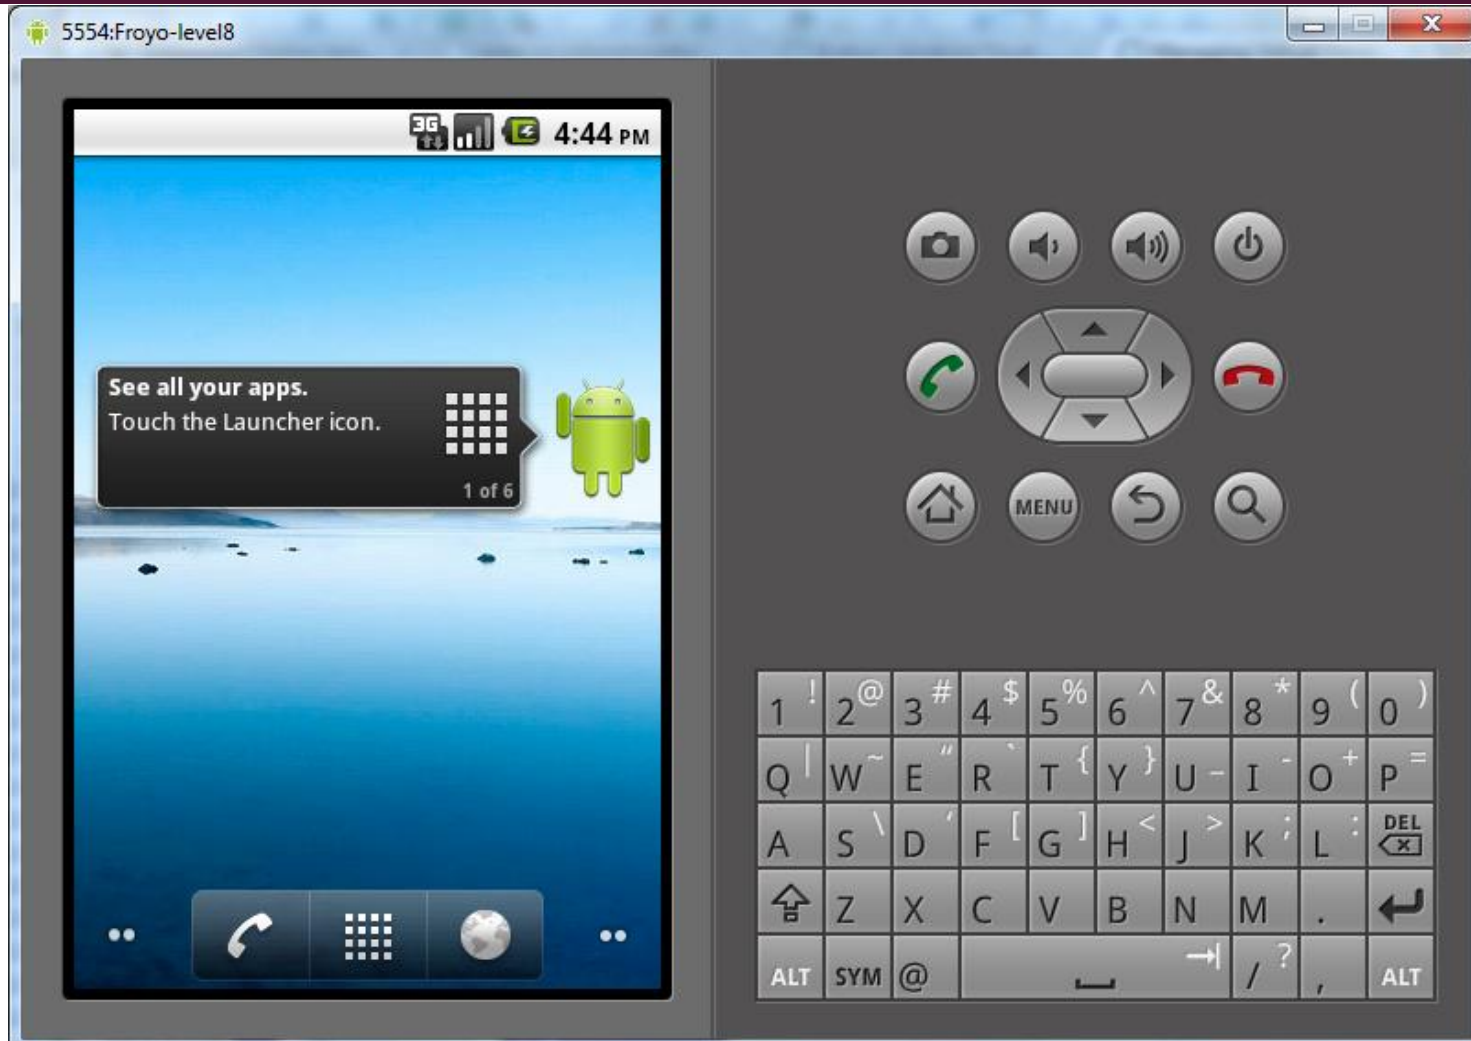 5554:Froyo-level8
3G 4:44 PM
See all your apps.
Touch the Launcher icon.
1 of 6
MENU
1 ! 2 @ 3 # 4 $ 5 % 6 ^ 7 & 8 * 9 ( 0 )
Q | W ~ E " R ` T { Y } U _ I - O + P =
A S \ D ' F [ G ] H < J > K ; L : DEL
Z X C V B N M .
ALT SYM @ / ? , ALT